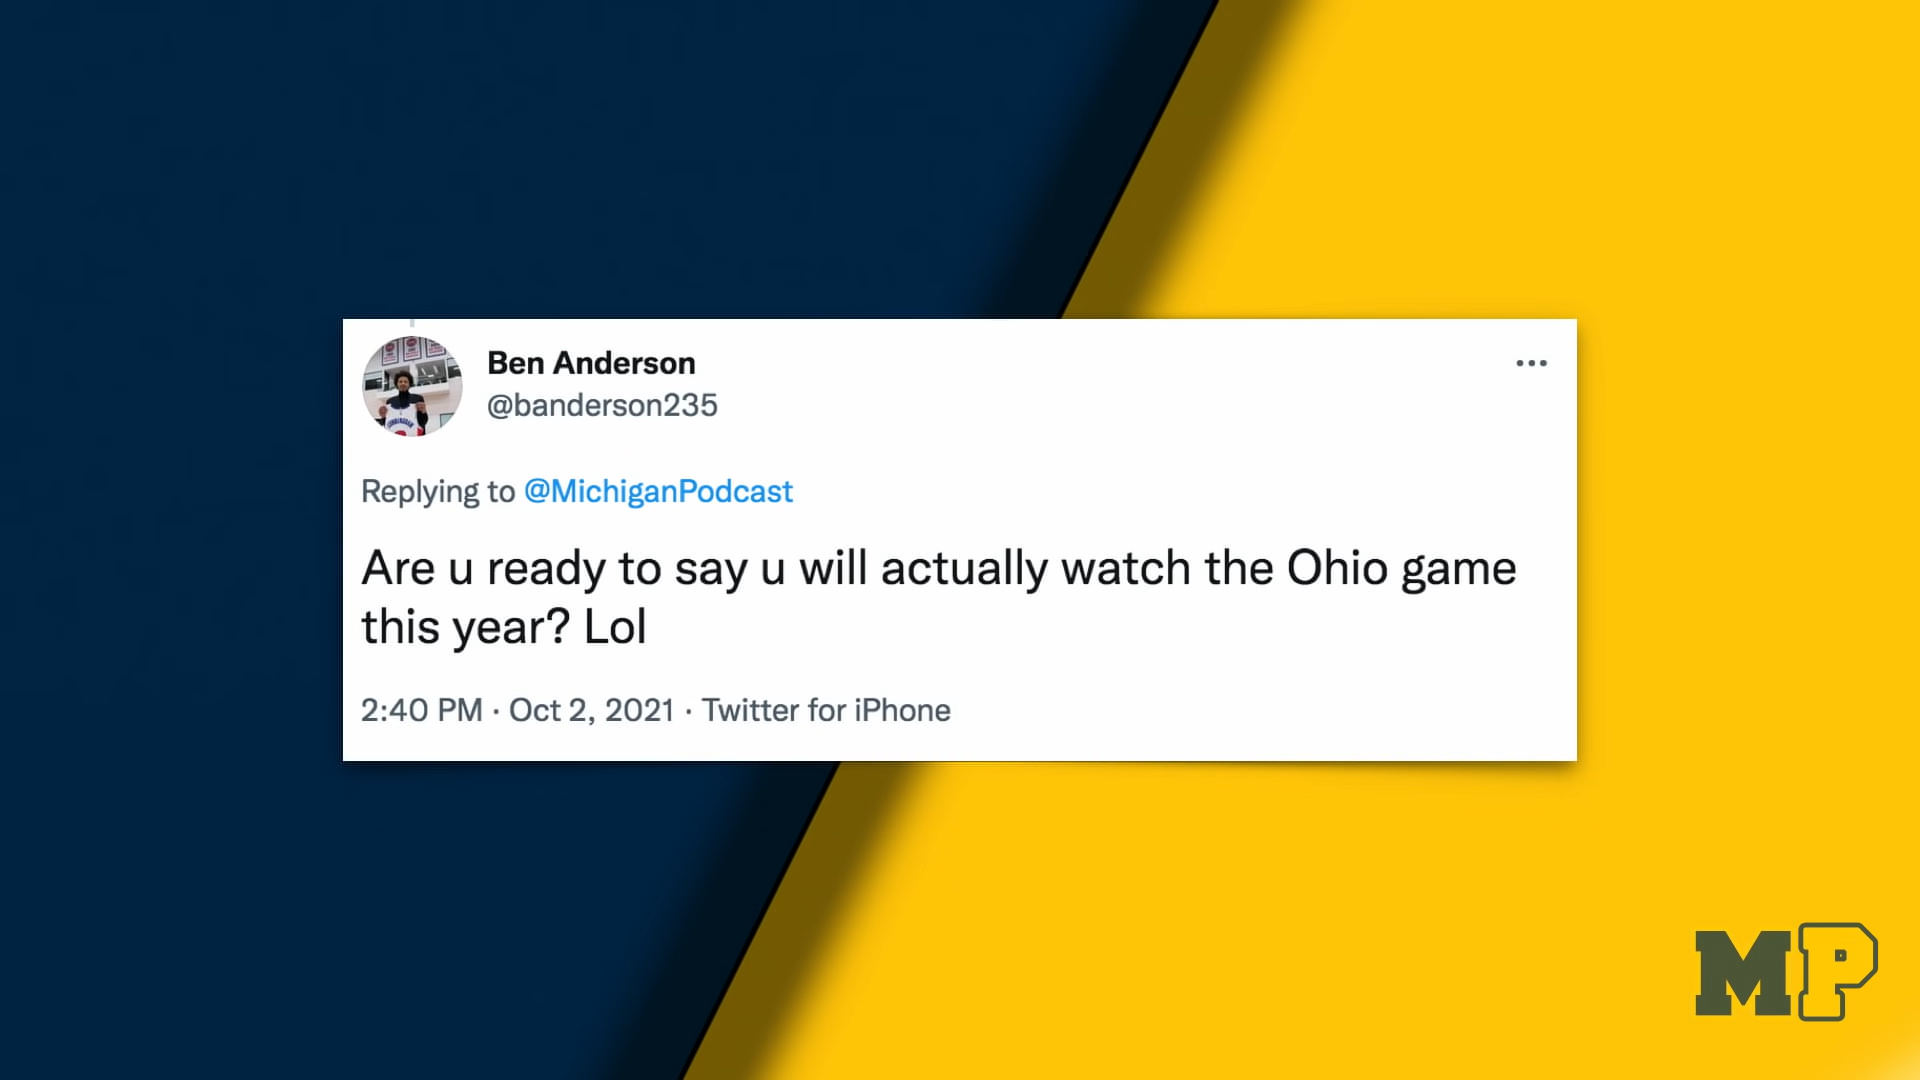 Ben Anderson
@banderson235
Replying to @MichiganPodcast
Are u ready to say u will actually watch the Ohio game
this year? Lol
2:40 PM · Oct 2, 2021 · Twitter for iPhone
MP